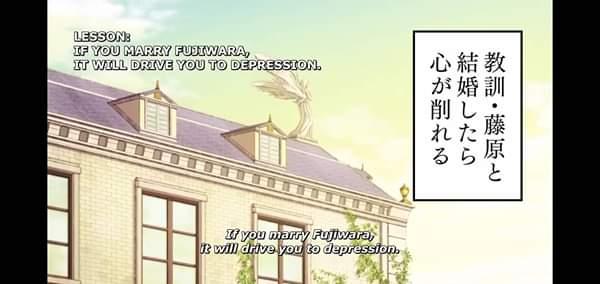 LESSON:
IF YOU MARRY FUJIWARA,
IT WILL DRIVE YOU TO DEPRESSION.
教訓・藤原と
結婚したら
心が削れる
If you marry Fujiwara,
it will drive you to depression.